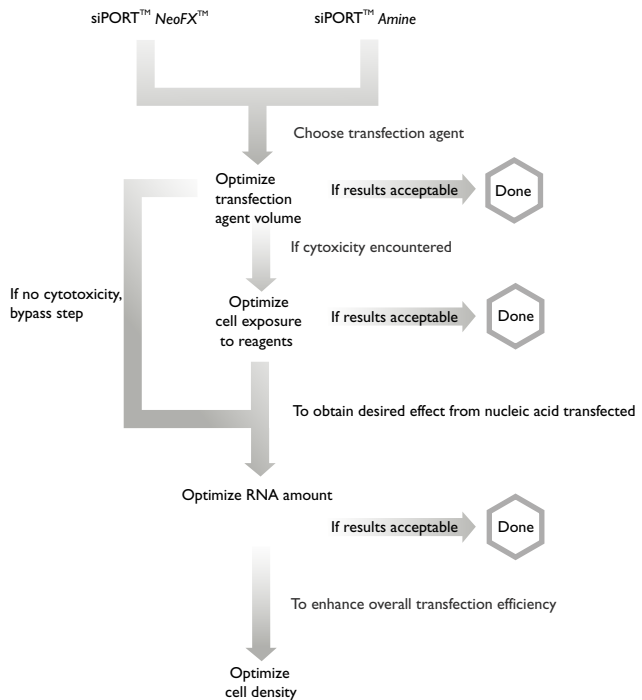 siPORT™ NeoFX™
siPORT™ Amine
Choose transfection agent
Optimize
transfection
agent volume
If results acceptable
Done
If cytoxicity encountered
If no cytotoxicity,
bypass step
Optimize
cell exposure
to reagents
If results acceptable
Done
To obtain desired effect from nucleic acid transfected
Optimize RNA amount
If results acceptable
Done
To enhance overall transfection efficiency
Optimize
cell density